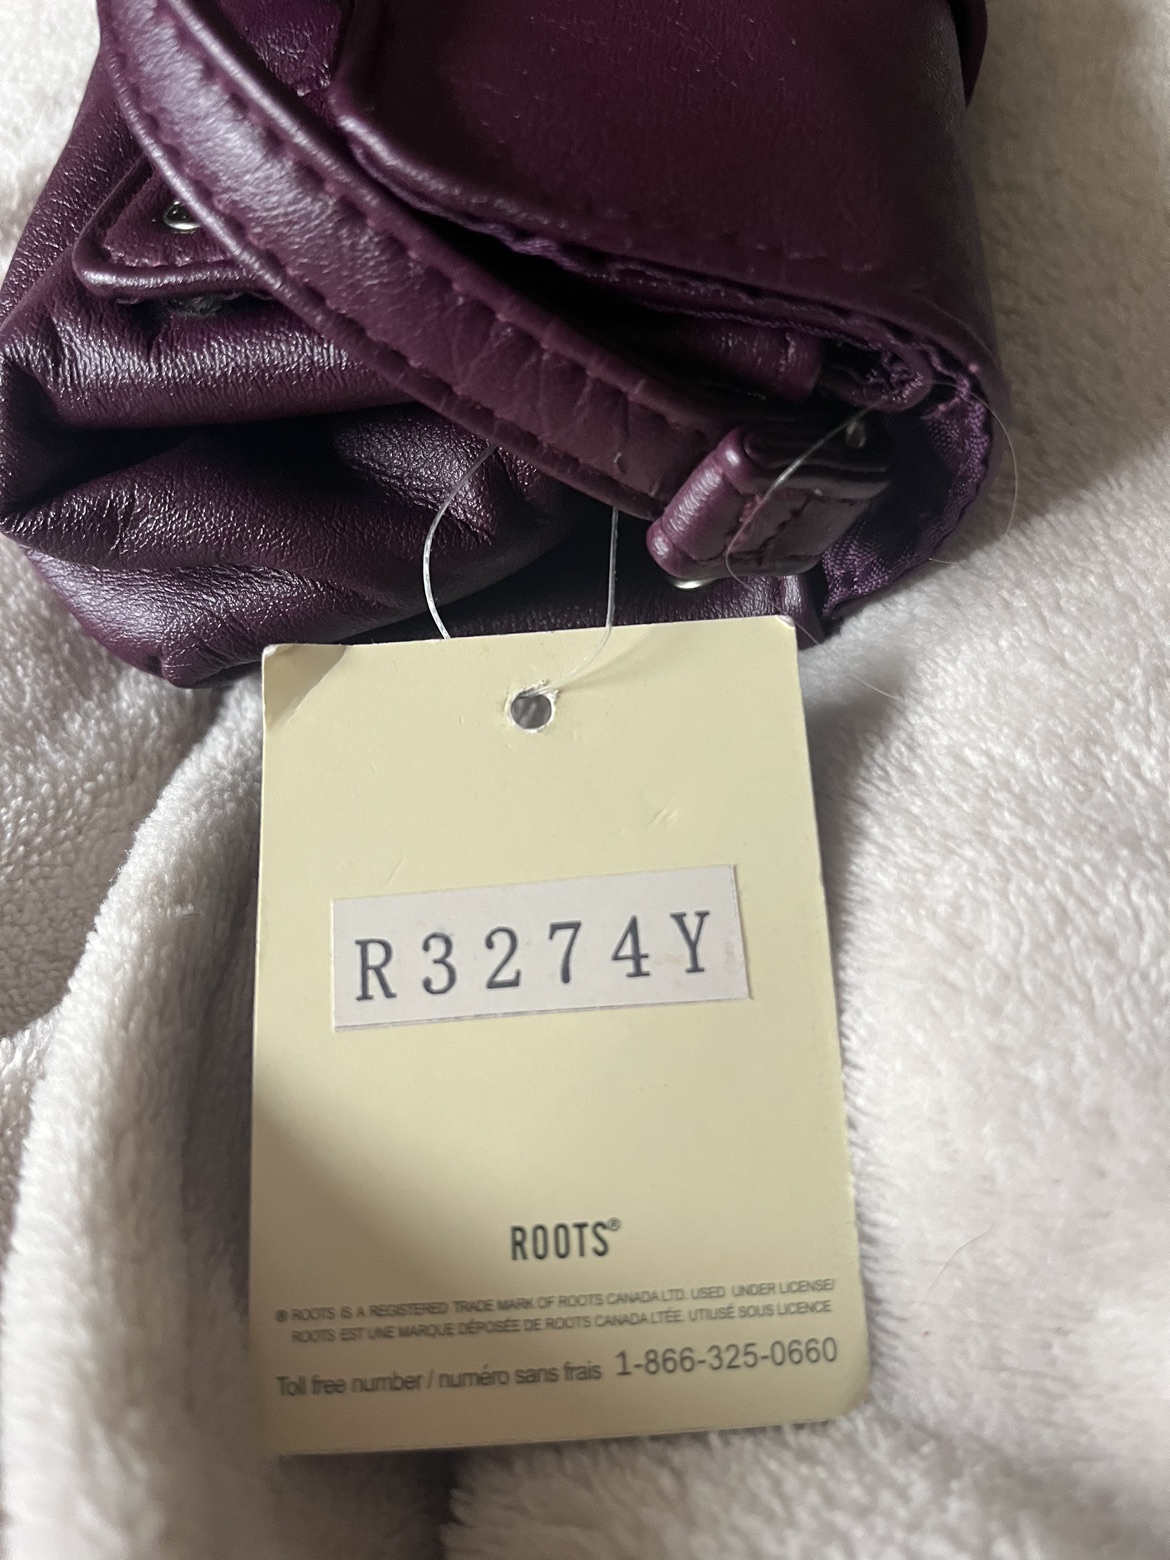 R3274Y
ROOTS®
® ROOTS IS A REGISTERED TRADE MARK OF ROOTS CANADA LTD. USED UNDER LICENSE/
ROOTS EST UNE MARQUE DÉPOSÉE DE ROOTS CANADA LTÉE. UTILISÉ SOUS LICENCE
Toll free number / numéro sans frais 1-866-325-0660